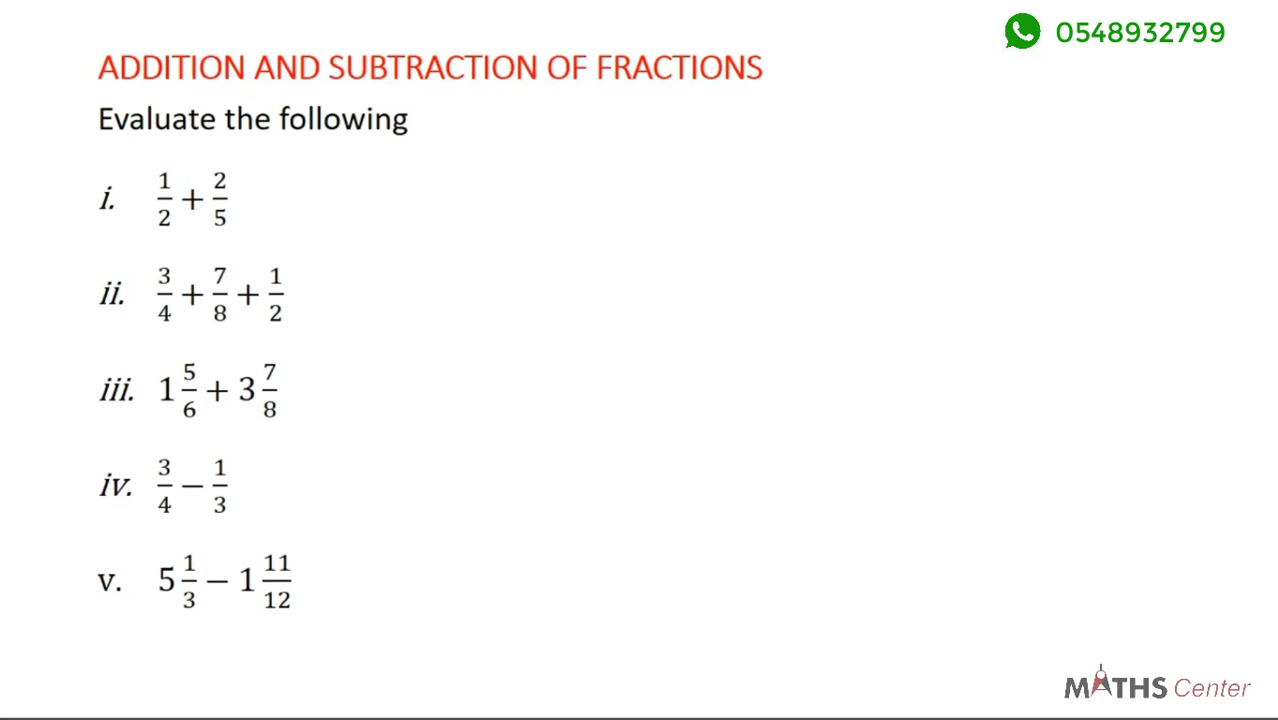 0548932799
ADDITION AND SUBTRACTION OF FRACTIONS
Evaluate the following
i. 1/2 + 2/5
ii. 3/4 + 7/8 + 1/2
iii. 1 5/6 + 3 7/8
iv. 3/4 − 1/3
v. 5 1/3 − 1 11/12
MATHS Center